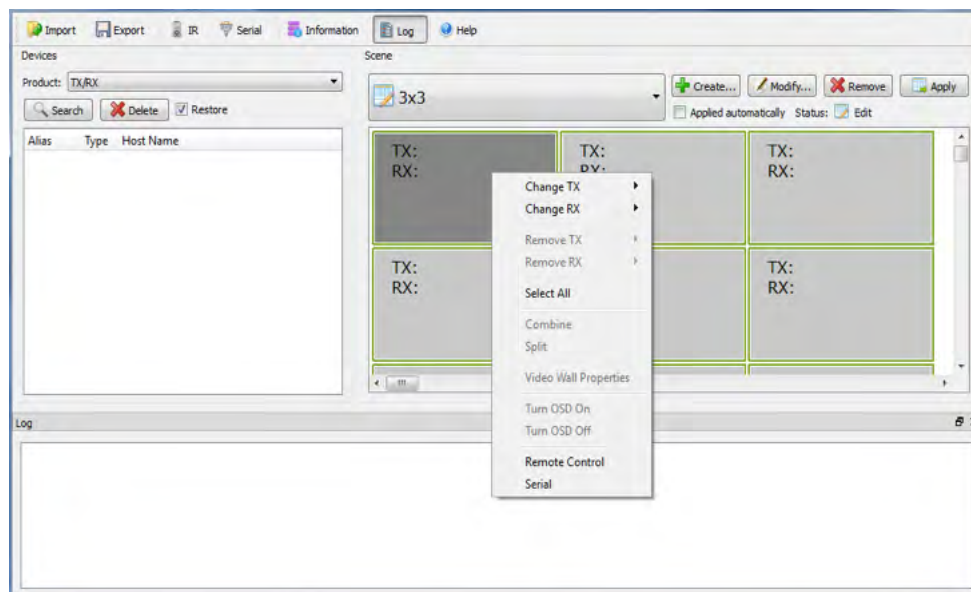 Import Export IR Serial Information Log Help
Devices Scene
Product: TX/RX
3x3 Create... Modify... Remove Apply
Search Delete Restore
Applied automatically Status: Edit
Alias Type Host Name
TX: TX: TX:
RX: RX: RX:
Change TX
Change RX
Remove TX
Remove RX
TX: TX:
RX: RX:
Select All
Combine
Split
Video Wall Properties
Turn OSD On
Turn OSD Off
Log
Remote Control
Serial